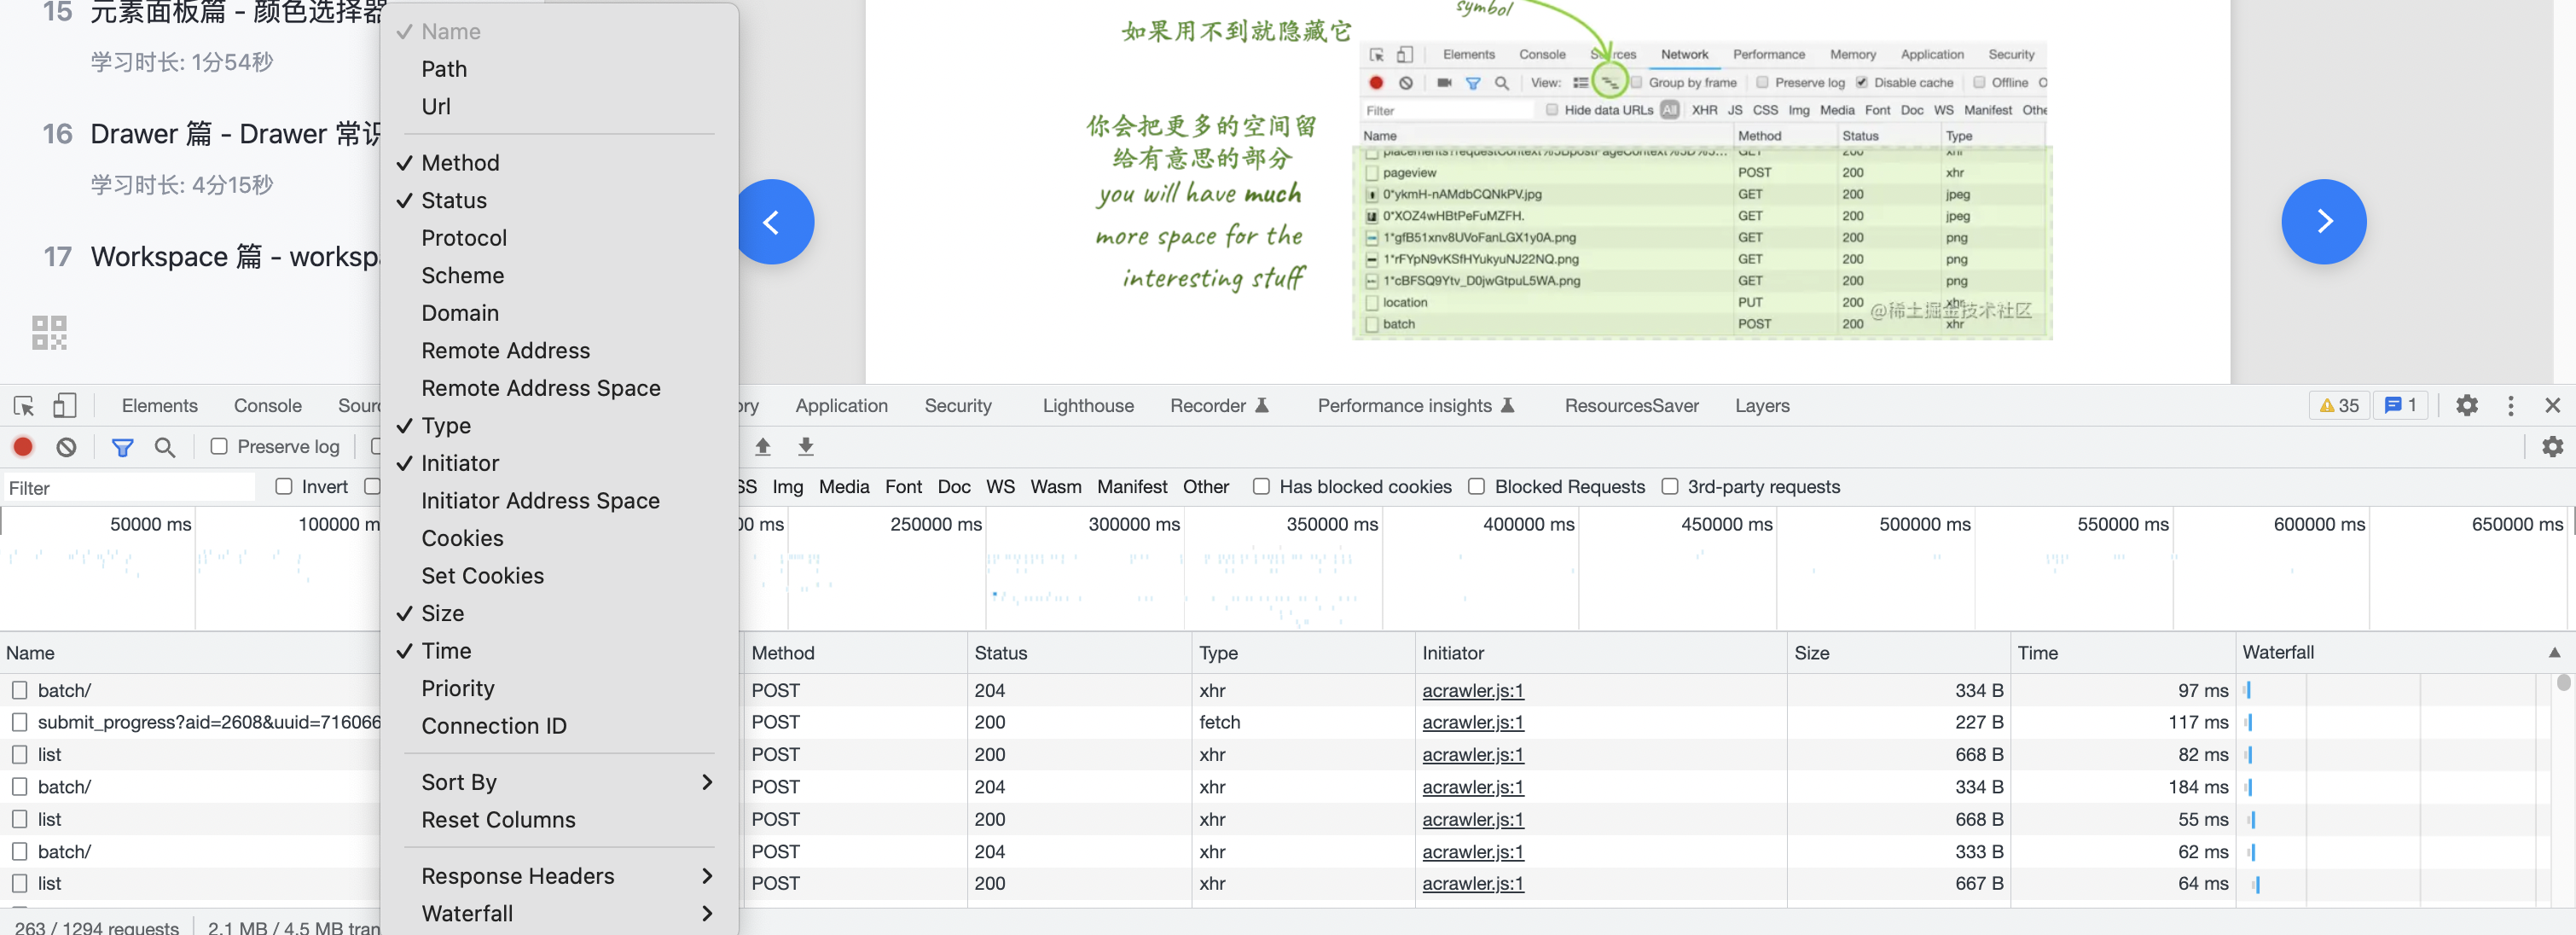 15 元素面板篇 - 颜色选择器
学习时长: 1分54秒
16 Drawer 篇 - Drawer 常识
学习时长: 4分15秒
17 Workspace 篇 - worksp
Name
Path
Url
Method
Status
Protocol
Scheme
Domain
Remote Address
Remote Address Space
Type
Initiator
Initiator Address Space
Cookies
Set Cookies
Size
Time
Priority
Connection ID
Sort By
Reset Columns
Response Headers
Waterfall
symbol
如果用不到就隐藏它
你会把更多的空间留
给有意思的部分
you will have much
more space for the
interesting stuff
Elements Console Sources Network Performance Memory Application Security
View: Group by frame Preserve log Disable cache Offline
Filter Hide data URLs All XHR JS CSS Img Media Font Doc WS Manifest Othe
Name Method Status Type
GET 200 xhr
pageview POST 200 xhr
0*ykmH-nAMdbCQNkPV.jpg GET 200 jpeg
0*XOZ4wHBtPeFuMZFH. GET 200 jpeg
1*gfB51xnv8UVoFanLGX1y0A.png GET 200 png
1*rFYpN9vKSfHYukyuNJ22NQ.png GET 200 png
1*cBFSQ9Ytv_D0jwGtpuL5WA.png GET 200 png
location PUT 200 xhr
@稀土掘金技术社区
batch POST 200 xhr
Elements Console Sour ory Application Security Lighthouse Recorder Performance insights ResourcesSaver Layers 35 1
Preserve log
Filter Invert SS Img Media Font Doc WS Wasm Manifest Other Has blocked cookies Blocked Requests 3rd-party requests
50000 ms 100000 m 00 ms 250000 ms 300000 ms 350000 ms 400000 ms 450000 ms 500000 ms 550000 ms 600000 ms 650000 ms
Name Method Status Type Initiator Size Time Waterfall
batch/ POST 204 xhr acrawler.js:1 334 B 97 ms
submit_progress?aid=2608&uuid=716066 POST 200 fetch acrawler.js:1 227 B 117 ms
list POST 200 xhr acrawler.js:1 668 B 82 ms
batch/ POST 204 xhr acrawler.js:1 334 B 184 ms
list POST 200 xhr acrawler.js:1 668 B 55 ms
batch/ POST 204 xhr acrawler.js:1 333 B 62 ms
list POST 200 xhr acrawler.js:1 667 B 64 ms
263 / 1294 requests 2.1 MB / 4.5 MB tran